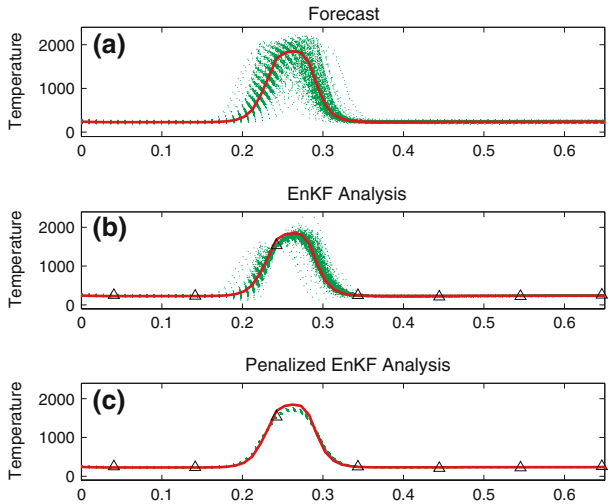 Forecast
(a)
Temperature
2000
1000
0
0 0.1 0.2 0.3 0.4 0.5 0.6
EnKF Analysis
(b)
Temperature
2000
1000
0
0 0.1 0.2 0.3 0.4 0.5 0.6
Penalized EnKF Analysis
(c)
Temperature
2000
1000
0
0 0.1 0.2 0.3 0.4 0.5 0.6